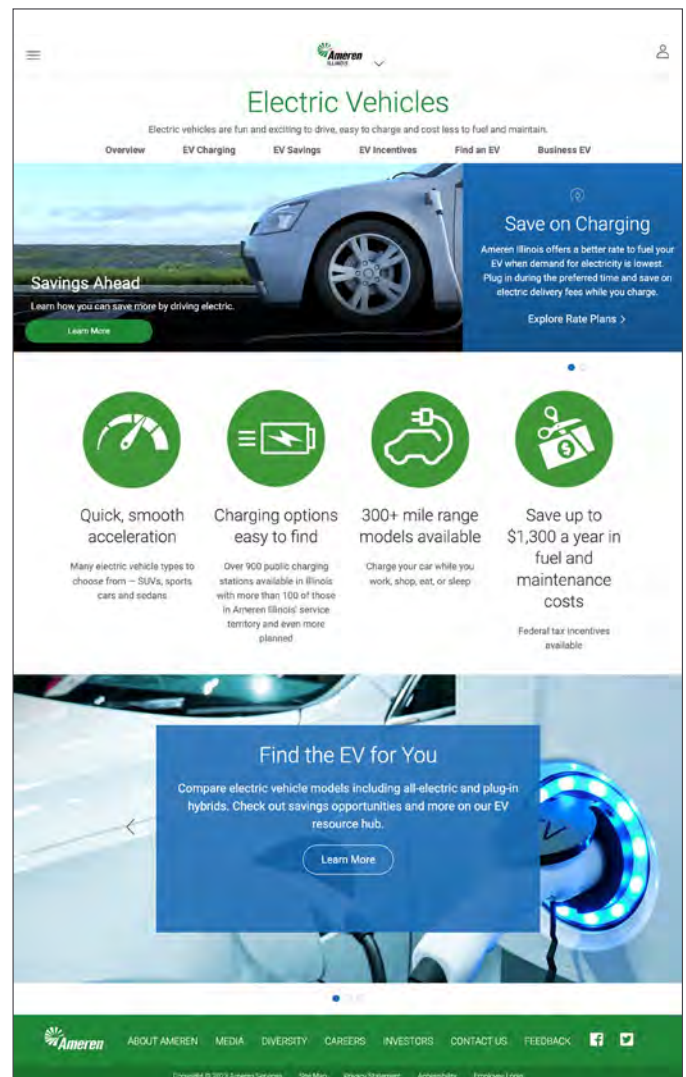 Ameren
ILLINOIS
Electric Vehicles
Electric vehicles are fun and exciting to drive, easy to charge and cost less to fuel and maintain.
Overview EV Charging EV Savings EV Incentives Find an EV Business EV
Savings Ahead
Learn how you can save more by driving electric.
Learn More
Save on Charging
Ameren Illinois offers a better rate to fuel your
EV when demand for electricity is lowest.
Plug in during the preferred time and save on
electric delivery fees while you charge.
Explore Rate Plans >
Quick, smooth
acceleration
Many electric vehicle types to
choose from — SUVs, sports
cars and sedans
Charging options
easy to find
Over 900 public charging
stations available in Illinois
with more than 100 of those
in Ameren Illinois' service
territory and even more
planned
300+ mile range
models available
Charge your car while you
work, shop, eat, or sleep
$
Save up to
$1,300 a year in
fuel and
maintenance
costs
Federal tax incentives
available
Find the EV for You
Compare electric vehicle models including all-electric and plug-in
hybrids. Check out savings opportunities and more on our EV
resource hub.
Learn More
Ameren ABOUT AMEREN MEDIA DIVERSITY CAREERS INVESTORS CONTACT US FEEDBACK
Ameren Services Site Map Privacy Statement Accessibility Employee Login